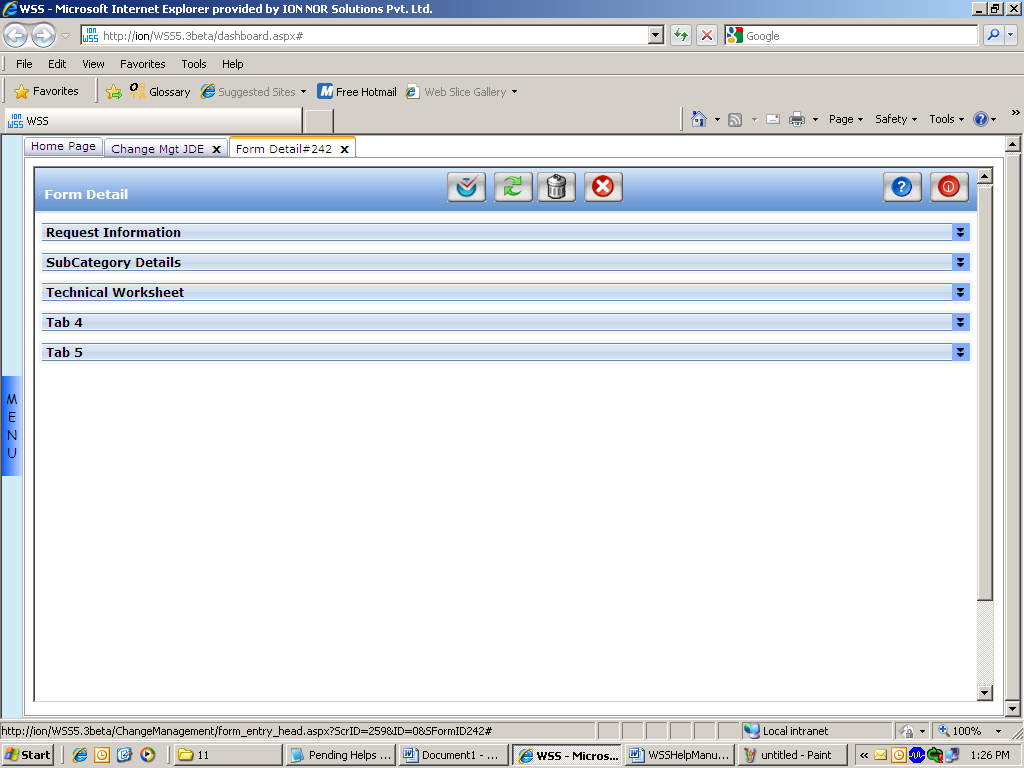 WSS - Microsoft Internet Explorer provided by ION NOR Solutions Pvt. Ltd.
ION WSS http://ion/WSS5.3beta/dashboard.aspx# Google
File Edit View Favorites Tools Help
Favorites Glossary Suggested Sites Free Hotmail Web Slice Gallery
ION WSS WSS Page Safety Tools »
Home Page Change Mgt JDE x Form Detail#242 x
Form Detail
Request Information
SubCategory Details
Technical Worksheet
Tab 4
Tab 5
M
E
N
U
http://ion/WSS5.3beta/ChangeManagement/form_entry_head.aspx?ScrID=259&ID=0&SFormID242# Local intranet 100%
Start 11 Pending Helps ... Document1 - ... WSS - Micros... WSSHelpManu... untitled - Paint « 1:26 PM